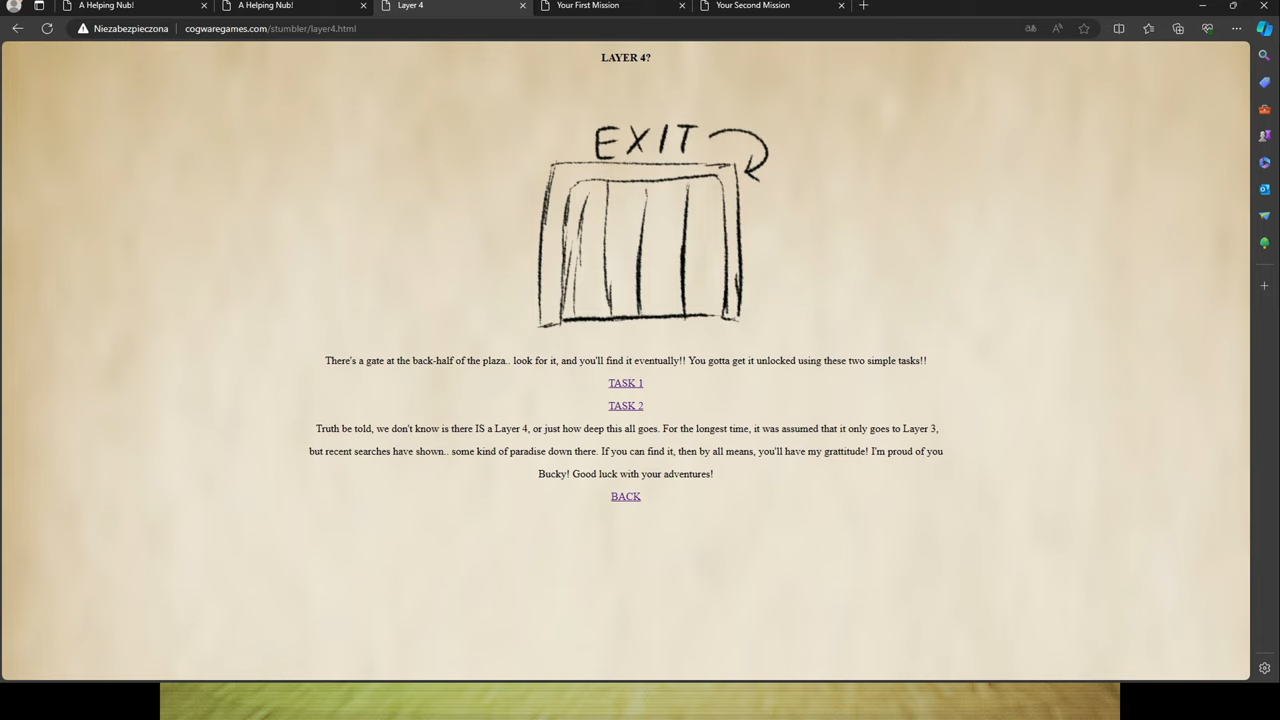 A Helping Nub!
A Helping Nub!
Layer 4
Your First Mission
Your Second Mission
Niezabezpieczona
cogwaregames.com/stumbler/layer4.html
LAYER 4?
EXIT
There's a gate at the back-half of the plaza.. look for it, and you'll find it eventually!! You gotta get it unlocked using these two simple tasks!!
TASK 1
TASK 2
Truth be told, we don't know is there IS a Layer 4, or just how deep this all goes. For the longest time, it was assumed that it only goes to Layer 3,
but recent searches have shown.. some kind of paradise down there. If you can find it, then by all means, you'll have my grattitude! I'm proud of you
Bucky! Good luck with your adventures!
BACK